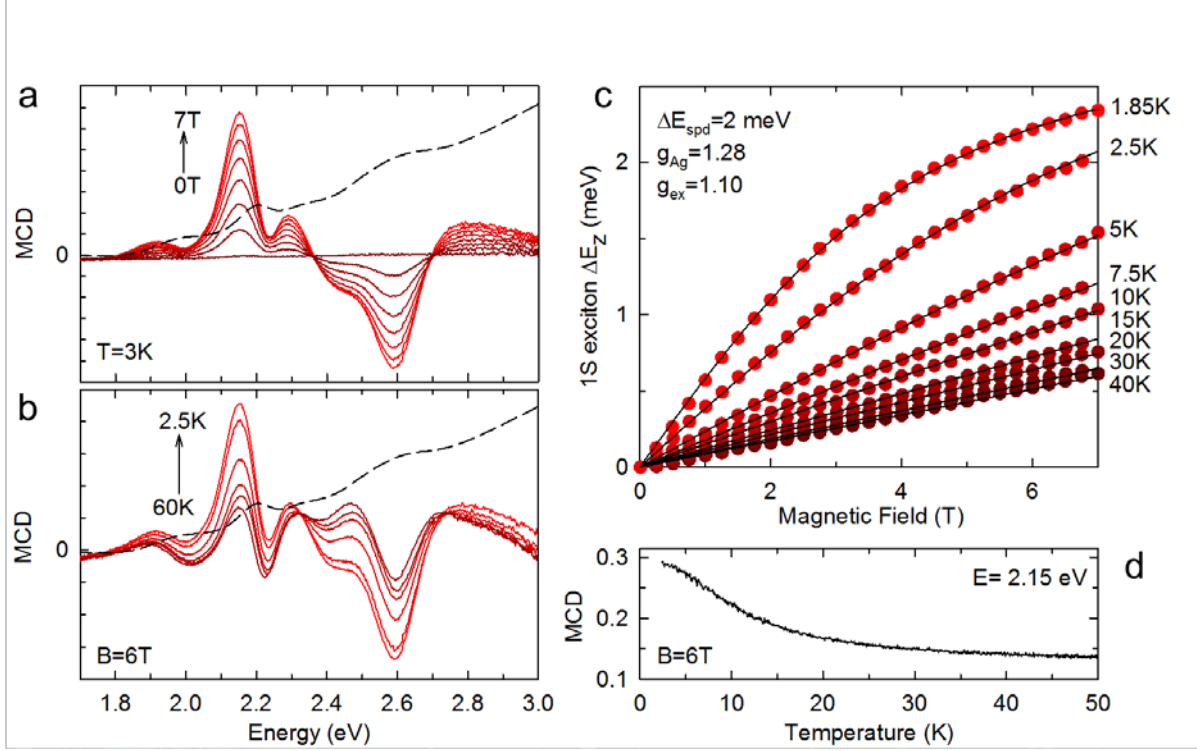 a
7T
0T
MCD
0
T=3K
b
2.5K
60K
MCD
0
B=6T
1.8 2.0 2.2 2.4 2.6 2.8 3.0
Energy (eV)
c
ΔE_spd=2 meV
g_Ag=1.28
g_ex=1.10
1S exciton ΔE_Z (meV)
2
1
0
1.85K
2.5K
5K
7.5K
10K
15K
20K
30K
40K
0 2 4 6
Magnetic Field (T)
d
E= 2.15 eV
MCD
0.3
0.2
0.1
B=6T
0 10 20 30 40 50
Temperature (K)